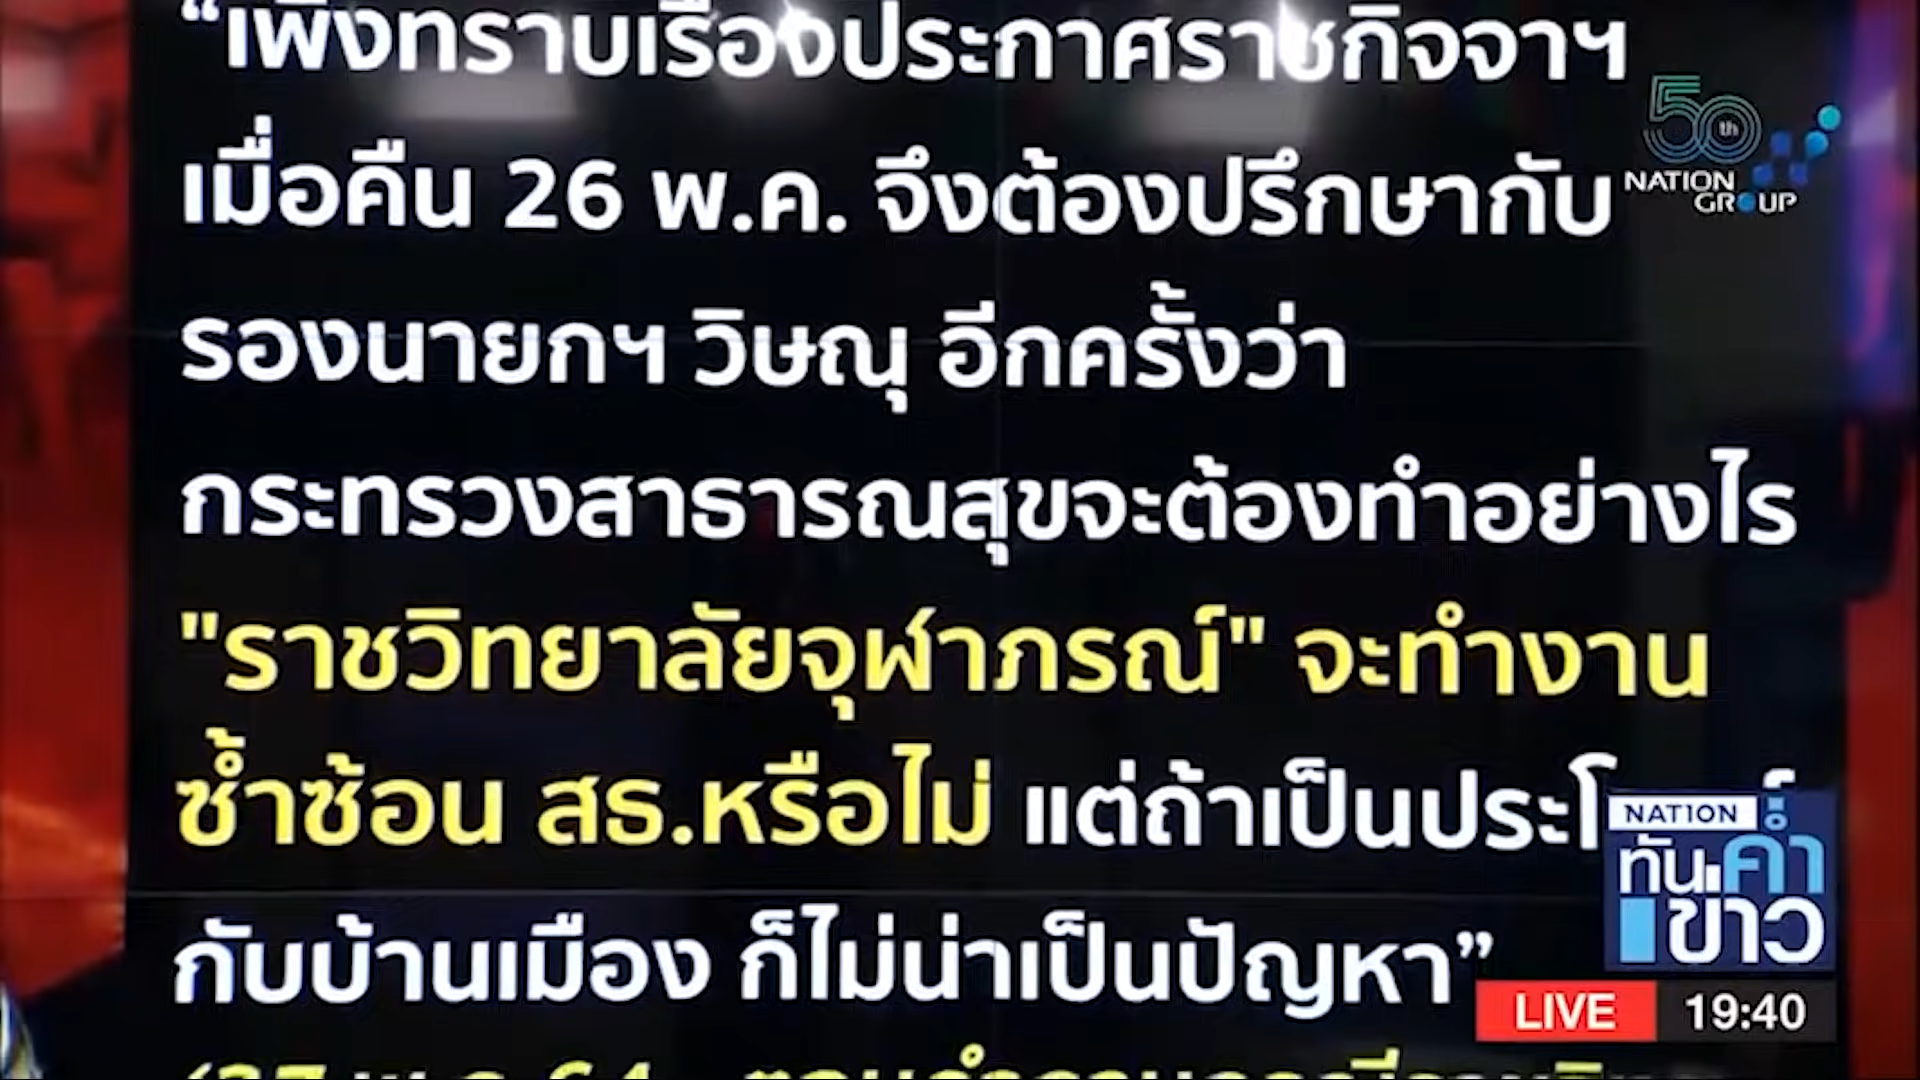 “เพิ่งทราบเรื่องประกาศราชกิจจาฯ
เมื่อคืน 26 พ.ค. จึงต้องปรึกษากับ
รองนายกฯ วิษณุ อีกครั้งว่า
กระทรวงสาธารณสุขจะต้องทำอย่างไร
"ราชวิทยาลัยจุฬาภรณ์" จะทำงาน
ซ้ำซ้อน สธ.หรือไม่ แต่ถ้าเป็น
กับบ้านเมือง ก็ไม่น่าเป็นปัญหา”
50th
NATION
GROUP
NATION
ทันค่ำ
ข่าว
LIVE 19:40